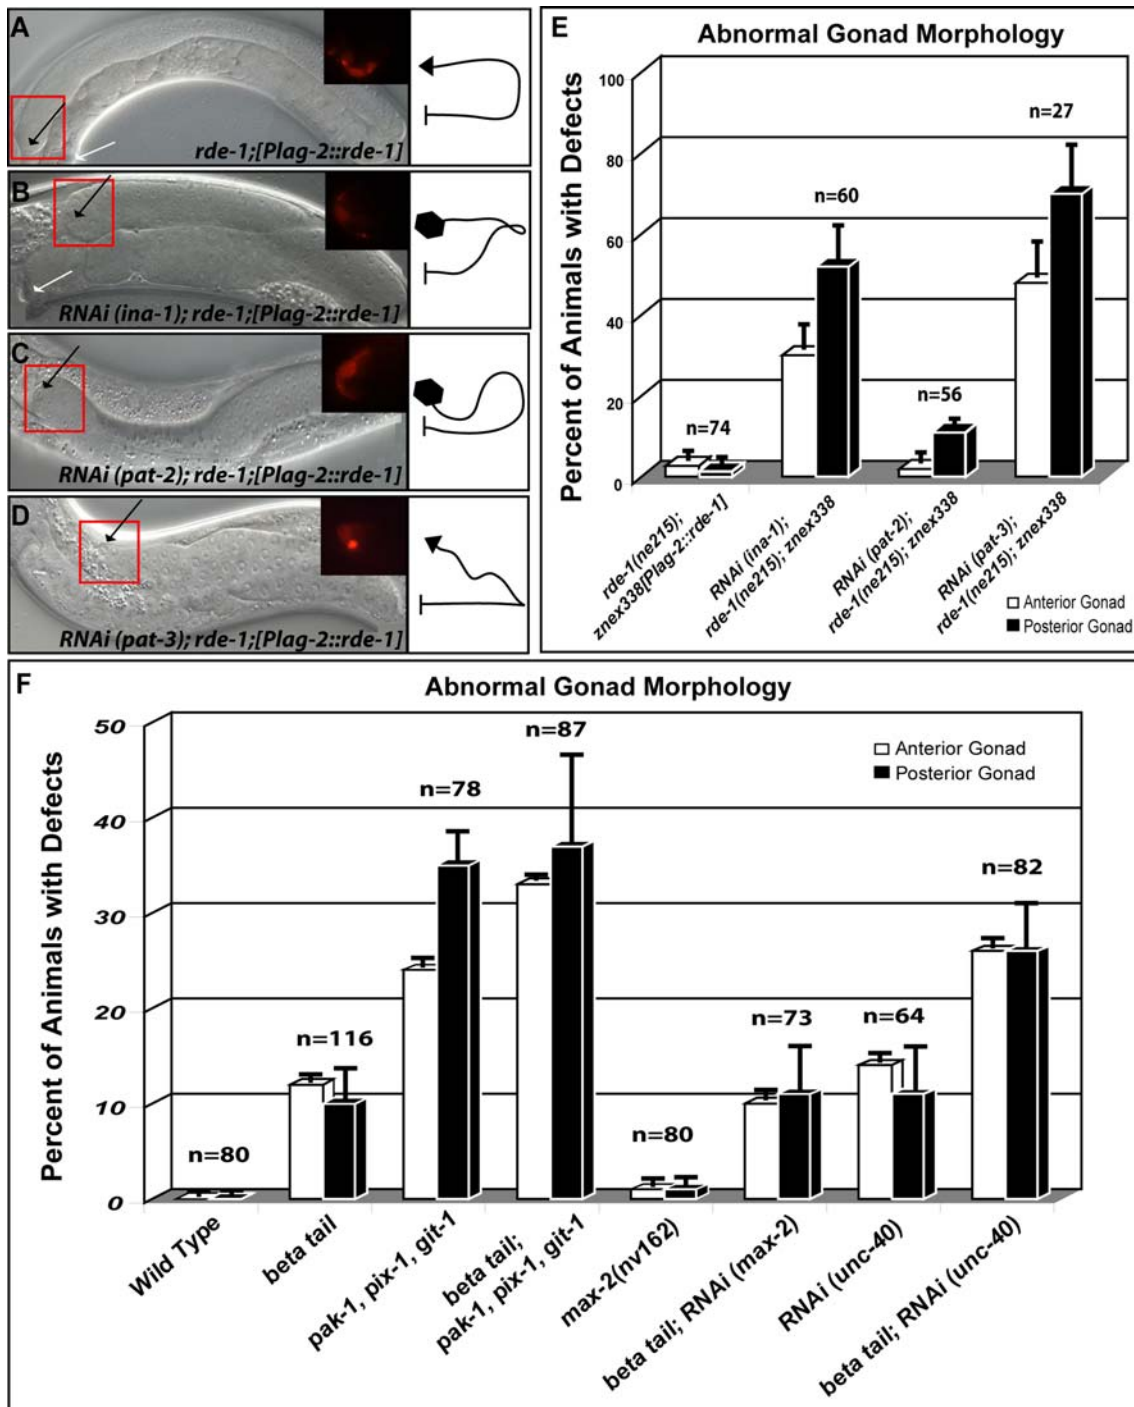 A
rde-1;[Plag-2::rde-1]
B
RNAi (ina-1); rde-1;[Plag-2::rde-1]
C
RNAi (pat-2); rde-1;[Plag-2::rde-1]
D
RNAi (pat-3); rde-1;[Plag-2::rde-1]
E
Abnormal Gonad Morphology
Percent of Animals with Defects
100
80
60
40
20
0
n=74
n=60
n=56
n=27
rde-1(ne215);
znex338[Plag-2::rde-1]
RNAi (ina-1);
rde-1(ne215); znex338
RNAi (pat-2);
rde-1(ne215); znex338
RNAi (pat-3);
rde-1(ne215); znex338
Anterior Gonad
Posterior Gonad
F
Abnormal Gonad Morphology
Percent of Animals with Defects
50
40
30
20
10
0
Anterior Gonad
Posterior Gonad
n=80
n=116
n=78
n=87
n=80
n=73
n=64
n=82
Wild Type
beta tail
pak-1, pix-1, git-1
beta tail;
pak-1, pix-1, git-1
max-2(nv162)
beta tail; RNAi (max-2)
RNAi (unc-40)
beta tail; RNAi (unc-40)